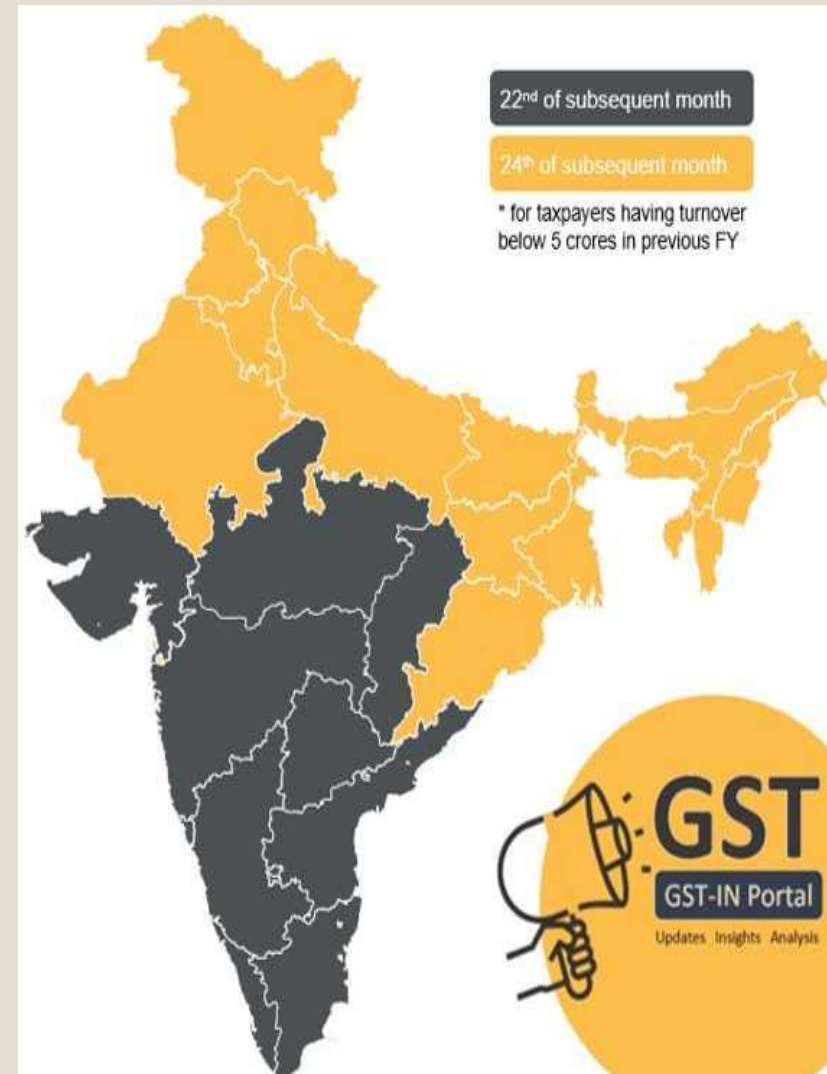 22nd of subsequent month
24th of subsequent month
* for taxpayers having turnover
below 5 crores in previous FY
GST
GST-IN Portal
Updates Insights Analysis